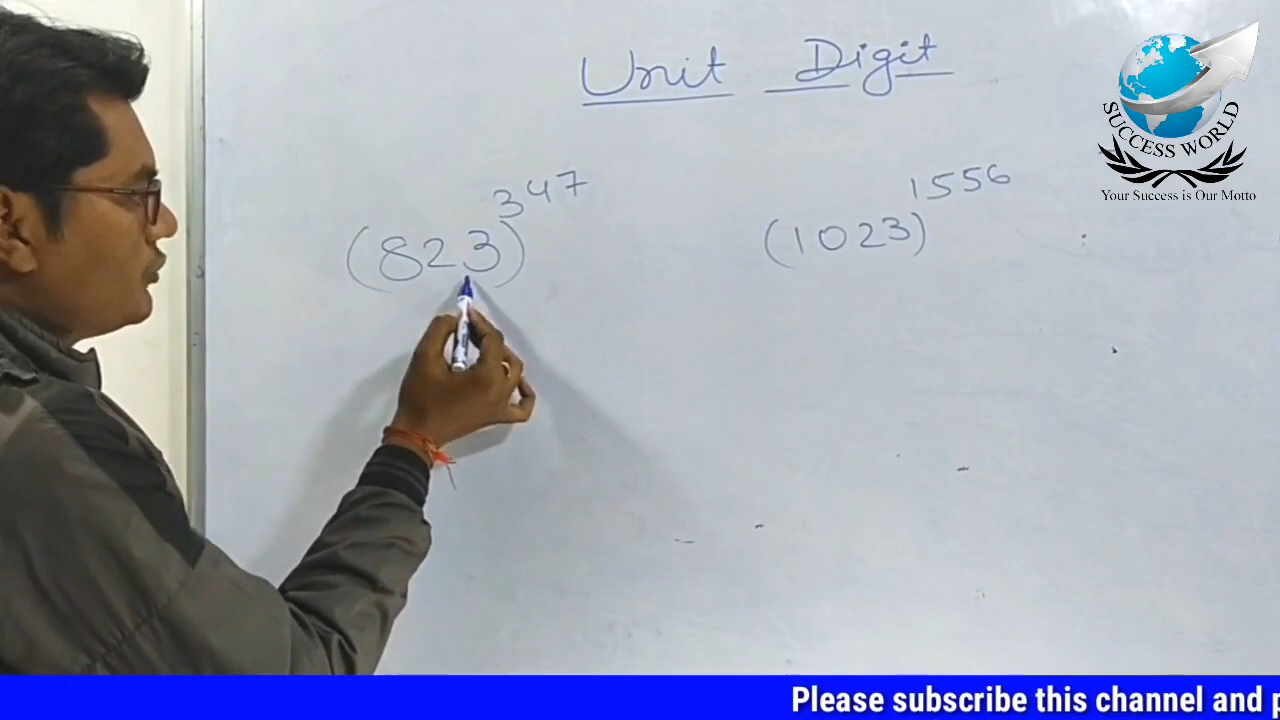 Unit Digit
(823)^347
(1023)^1556
SUCCESS WORLD
Your Success is Our Motto
Please subscribe this channel and p